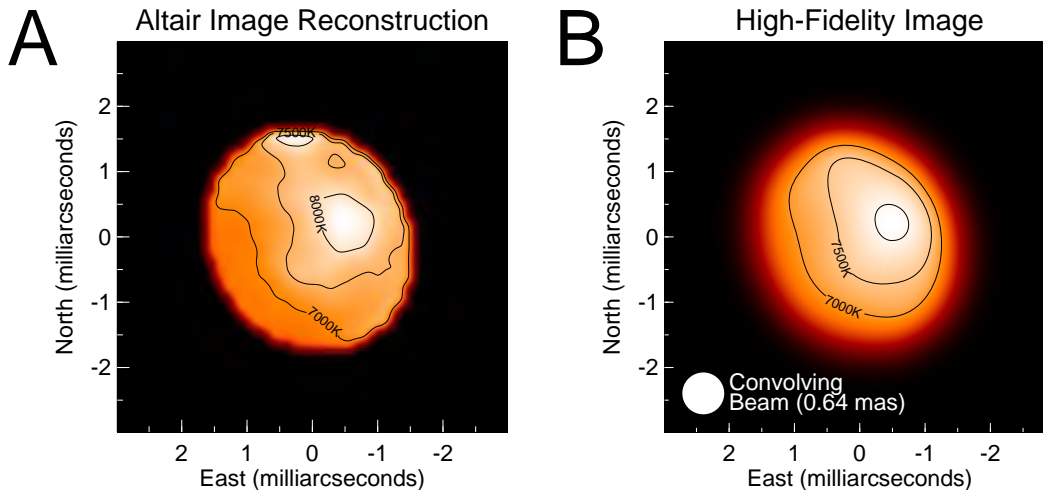 A
Altair Image Reconstruction
North (milliarcseconds)
2
1
0
-1
-2
7500K
8000K
7000K
2
1
0
-1
-2
East (milliarcseconds)
B
High-Fidelity Image
North (milliarcseconds)
2
1
0
-1
-2
7500K
7000K
Convolving
Beam (0.64 mas)
2
1
0
-1
-2
East (milliarcseconds)